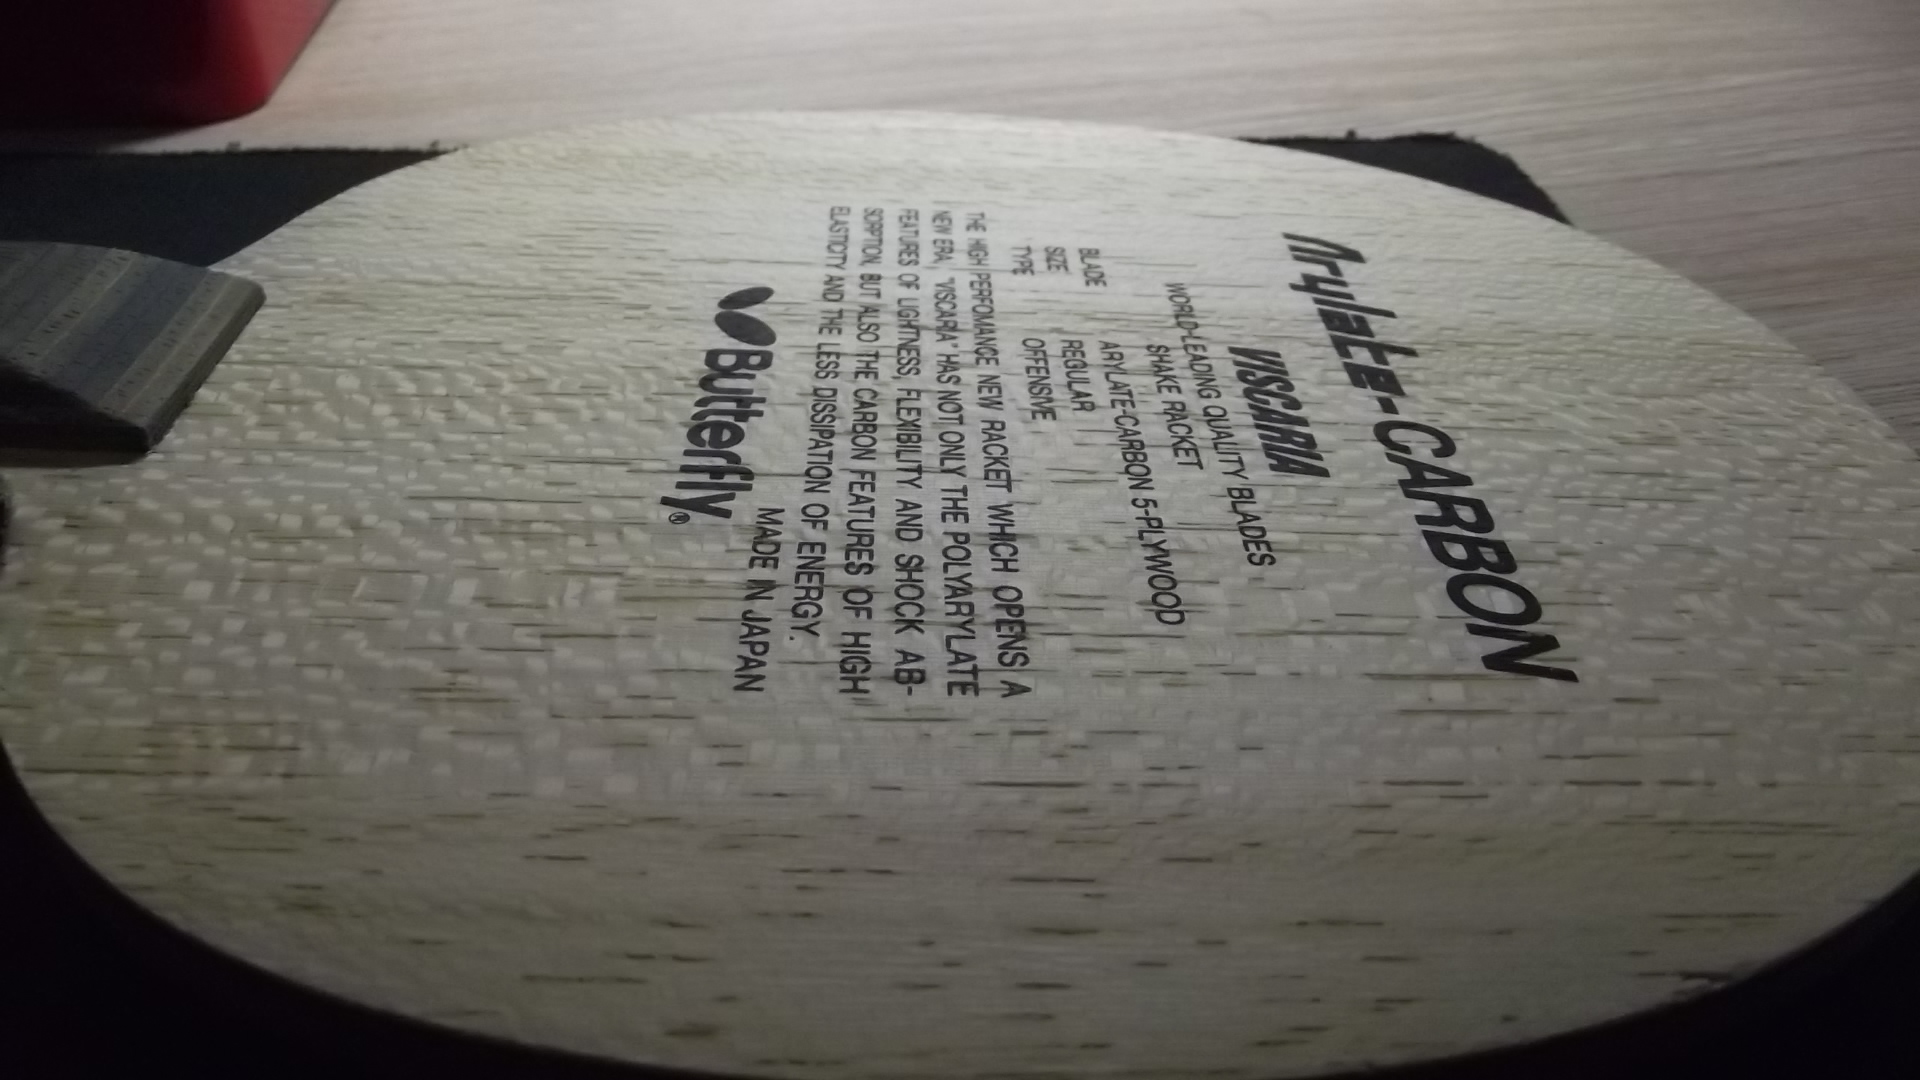 Arylate-CARBON
VISCARIA
WORLD-LEADING QUALITY BLADES
SHAKE RACKET
BLADE ARYLATE-CARBON 5-PLYWOOD
SIZE REGULAR
TYPE OFFENSIVE
THE HIGH PERFOMANCE NEW RACKET WHICH OPENS A
NEW ERA, "VISCARIA" HAS NOT ONLY THE POLYARYLATE
FEATURES OF LIGHTNESS, FLEXIBILITY AND SHOCK AB-
SORPTION, BUT ALSO THE CARBON FEATURES OF HIGH
ELASTICITY AND THE LESS DISSIPATION OF ENERGY.
MADE IN JAPAN
Butterfly®